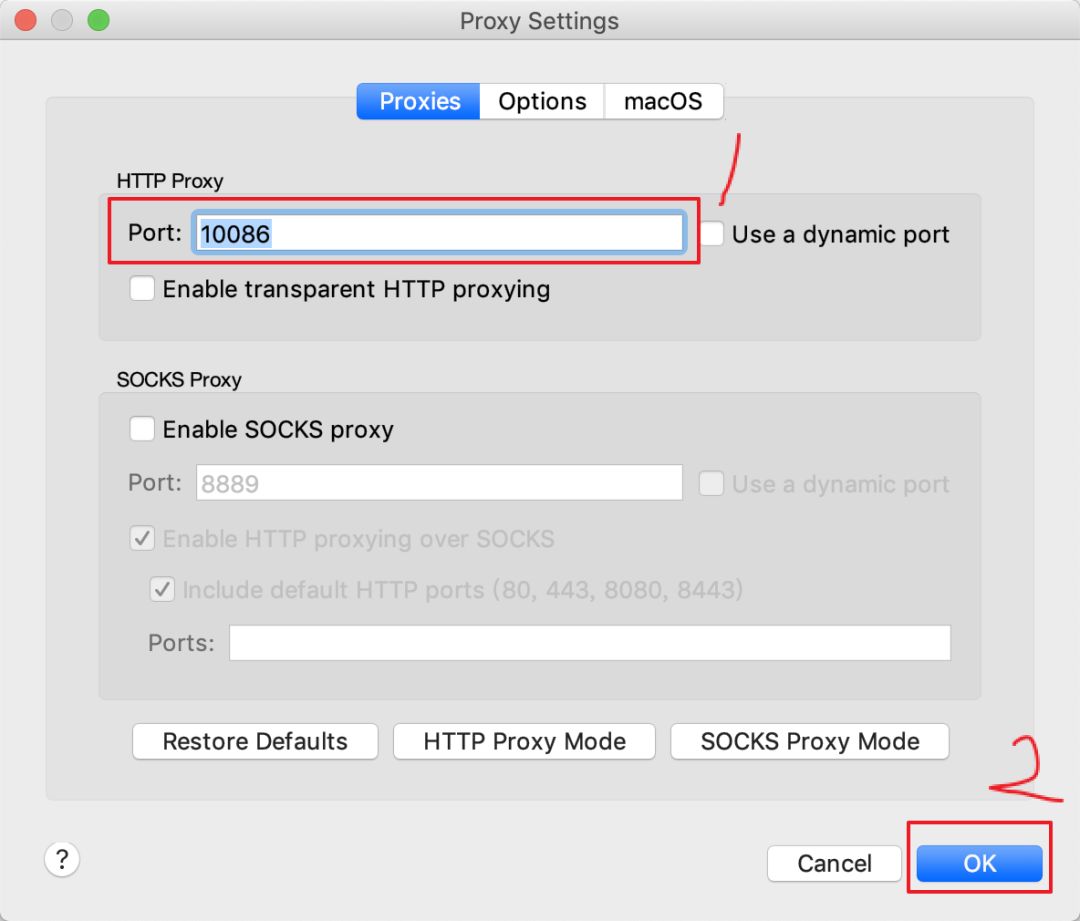 Proxy Settings
Proxies Options macOS
1
HTTP Proxy
Port: 10086 Use a dynamic port
Enable transparent HTTP proxying
SOCKS Proxy
Enable SOCKS proxy
Port: 8889 Use a dynamic port
Enable HTTP proxying over SOCKS
Include default HTTP ports (80, 443, 8080, 8443)
Ports:
Restore Defaults HTTP Proxy Mode SOCKS Proxy Mode
2
? Cancel OK